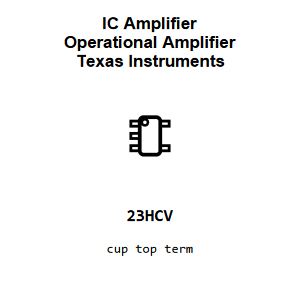 IC Amplifier
Operational Amplifier
Texas Instruments
23HCV
cup top term